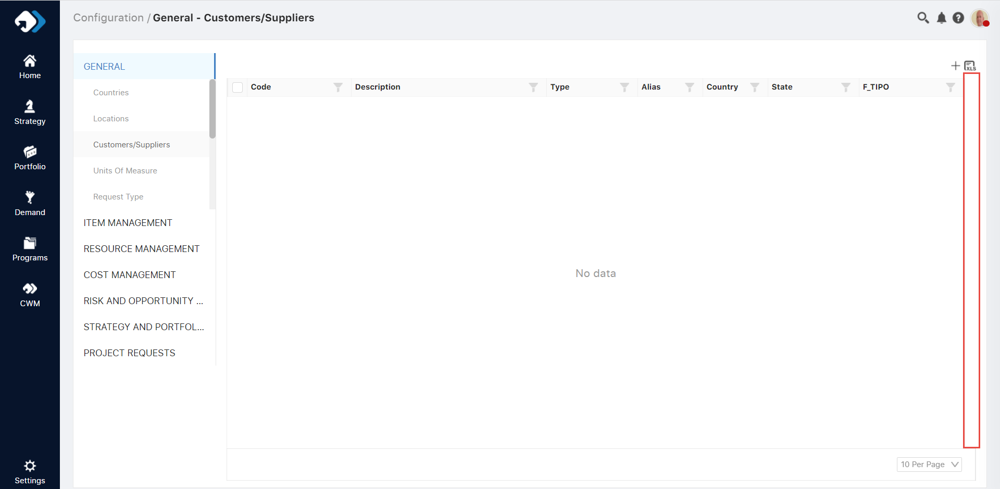 Configuration / General - Customers/Suppliers
Home
Strategy
Portfolio
Demand
Programs
CWM
Settings
GENERAL
Countries
Locations
Customers/Suppliers
Units Of Measure
Request Type
ITEM MANAGEMENT
RESOURCE MANAGEMENT
COST MANAGEMENT
RISK AND OPPORTUNITY ...
STRATEGY AND PORTFOL...
PROJECT REQUESTS
XLS
Code Description Type Alias Country State F_TIPO
No data
10 Per Page